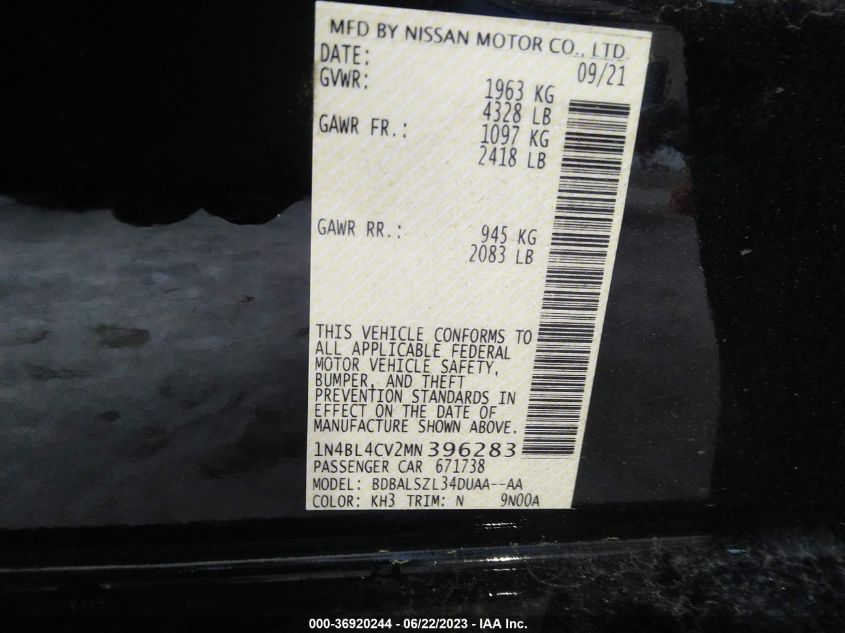 MFD BY NISSAN MOTOR CO., LTD.
DATE: 09/21
GVWR: 1963 KG
4328 LB
GAWR FR.: 1097 KG
2418 LB
GAWR RR.: 945 KG
2083 LB
THIS VEHICLE CONFORMS TO
ALL APPLICABLE FEDERAL
MOTOR VEHICLE SAFETY,
BUMPER, AND THEFT
PREVENTION STANDARDS IN
EFFECT ON THE DATE OF
MANUFACTURE SHOWN ABOVE.
1N4BL4CV2MN396283
PASSENGER CAR 671738
MODEL: BDBALSZL34DUAA--AA
COLOR: KH3 TRIM: N 9N00A
000-36920244 - 06/22/2023 - IAA Inc.